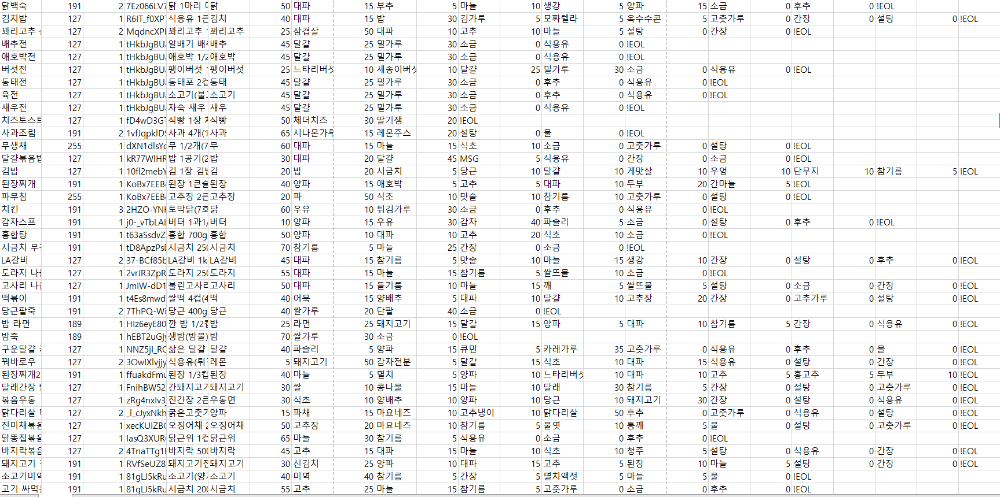 닭백숙 191 2 7Ez066LV7 닭 1마리 닭 50 대파 15 부추 5 마늘 10 생강 5 양파 15 소금 0 후추 0 !EOL
김치밥 127 1 R6IT_f0XP 식용유 1큰 김치 40 대파 15 밥 30 김가루 5 모짜렐라 5 옥수수콘 5 고춧가루 0 간장 0 설탕 0 !EOL
꽈리고추 127 2 MqdncXP 꽈리고추 꽈리고추 25 삼겹살 50 대파 10 고추 10 마늘 5 설탕 0 간장 0 !EOL
배추전 127 1 tHkbJgBU 알배기 배 배추 45 달걀 25 밀가루 30 소금 0 식용유 0 !EOL
애호박전 127 1 tHkbJgBU 애호박 1/2 애호박 45 달걀 25 밀가루 30 소금 0 식용유 0 !EOL
버섯전 127 1 tHkbJgBU 팽이버섯 팽이버섯 25 느타리버섯 10 새송이버섯 10 달걀 25 밀가루 30 소금 0 식용유 0 !EOL
동태전 127 1 tHkbJgBU 동태포 2컵 동태 45 달걀 25 밀가루 30 소금 0 후추 0 식용유 0 !EOL
육전 127 1 tHkbJgBU 소고기(불 소고기 45 달걀 25 밀가루 30 소금 0 후추 0 식용유 0 !EOL
새우전 127 1 tHkbJgBU 자숙 새우 새우 45 달걀 25 밀가루 30 소금 0 식용유 0 !EOL
치즈토스트 127 1 fD4wD3G 식빵 1장 식빵 50 체더치즈 30 딸기잼 20 !EOL
사과조림 191 2 1vfJqpklD 사과 4개(1 사과 65 시나몬가루 15 레몬주스 20 설탕 0 물 0 !EOL
무생채 255 1 dXN1dlsYc 무 1/2개(7 무 60 대파 15 마늘 15 식초 10 소금 0 고춧가루 0 설탕 0 !EOL
달걀볶음밥 127 1 kR77WlHR 밥 1공기(2 밥 30 대파 20 달걀 45 MSG 5 식용유 0 간장 0 소금 0 !EOL
김밥 127 1 10fl2mebY 김 1장 김 20 밥 20 시금치 5 당근 10 달걀 10 게맛살 10 우엉 10 단무지 10 참기름 5 !EOL
된장찌개 191 1 KoBx7EEB 된장 1큰술 된장 40 양파 15 애호박 5 고추 5 대파 10 두부 20 간마늘 5 !EOL
파무침 255 1 KoBx7EEB 고추장 2큰 고추장 20 파 50 식초 10 맛술 10 참기름 10 고춧가루 0 설탕 0 !EOL
치킨 191 3 2HZO-YNH 토막닭(7호 닭 60 우유 10 튀김가루 30 소금 0 후추 0 식용유 0 !EOL
감자스프 191 1 j0-_vTbLAL 버터 1과1/ 버터 10 양파 15 우유 30 감자 40 파슬리 5 소금 0 설탕 0 후추 0 !EOL
홍합탕 191 1 t63aSsdvZ 홍합 700g 홍합 50 양파 10 대파 10 고추 20 식초 10 소금 0 !EOL
시금치 무 191 1 tD8ApzPs 시금치 250 시금치 70 참기름 5 마늘 25 간장 0 소금 0 !EOL
LA갈비 127 2 37-BCf85b LA갈비 1k LA갈비 45 대파 15 참기름 5 맛술 10 마늘 15 생강 10 간장 0 설탕 0 후추 0 !EOL
도라지 나 127 1 2vrJR3ZpR 도라지 250 도라지 55 대파 15 마늘 15 참기름 5 쌀뜨물 10 소금 0 !EOL
고사리 나 127 1 JmiW-dD1 불린고사리 고사리 50 대파 15 들기름 10 마늘 15 깨 5 쌀뜨물 5 설탕 0 소금 0 간장 0 !EOL
떡볶이 191 1 t4Es8mwd 쌀떡 4컵(4 떡 40 어묵 15 양배추 5 대파 10 달걀 10 고추장 20 간장 0 고추가루 0 설탕 0 !EOL
당근팥죽 191 2 7ThPQ-Wi 당근 400g 당근 40 쌀가루 20 단팥 40 소금 0 !EOL
밤 라면 189 1 HIz6eyE80 깐 밤 1/2컵 밤 25 라면 25 돼지고기 15 달걀 15 양파 5 대파 10 참기름 5 간장 0 식용유 0 !EOL
밤죽 189 1 hEBT2uGjy 생밤(밤물) 밤 70 쌀가루 30 소금 0 !EOL
구운달걀 127 1 NNZ5jI_RC 삶은 달걀 달걀 40 파슬리 5 양파 15 큐민 5 카레가루 35 고춧가루 0 식용유 0 후추 0 물 0 !EOL
꿔바로우 127 2 3OwIXlvjjy 식용유(튀 레몬 5 돼지고기 50 감자전분 5 달걀 15 식초 10 대파 15 식용유 0 설탕 0 간장 0 !EOL
된장찌개2 191 1 ffuakdFmu 된장 1/3컵 된장 40 마늘 5 멸치 5 양파 10 느타리버섯 10 대파 10 고추 5 홍고추 5 두부 10 !EOL
달래간장 127 1 FnihBW52 간돼지고기 돼지고기 30 쌀 10 콩나물 15 마늘 10 달래 30 참기름 5 간장 0 설탕 0 고춧가루 0 !EOL
볶음우동 127 1 zRg4nxIv3 진간장 2큰 우동면 30 식초 10 양배추 10 양파 10 당근 10 돼지고기 30 간장 0 설탕 0 식용유 0 !EOL
닭다리살 127 2 _l_cJyxNkh 굵은고춧가 양파 15 파채 15 마요네즈 10 고추냉이 10 닭다리살 50 후추 0 고춧가루 0 식용유 0 설탕 0 !EOL
진미채볶음 127 1 xecKUiZBC 오징어채 오징어채 50 고추장 20 마요네즈 10 참기름 5 물엿 10 통깨 5 물 0 설탕 0 고춧가루 0 !EOL
닭똥집볶음 127 1 IasQ3XUR 닭근위 1컵 닭근위 65 마늘 30 참기름 5 식용유 0 소금 0 후추 0 !EOL
바지락볶음 127 2 4TnaTTg1 바지락 500 바지락 45 고추 15 대파 15 마늘 10 식초 10 청주 5 설탕 0 식용유 0 간장 0 !EOL
돼지고기 191 1 RVfSeUZ8 돼지고기전 돼지고기 30 신김치 25 양파 10 대파 15 고추 5 된장 10 마늘 5 설탕 0 간장 0 !EOL
소고기미역 191 1 81gLJ5kRu 소고기(양 소고기 40 미역 40 참기름 5 간장 5 멸치액젓 5 마늘 5 물 0 !EOL
고기 싸먹 191 1 81gLJ5kRu 시금치 200 시금치 55 고추 25 마늘 15 참기름 5 고춧가루 0 소금 0 후추 0 !EOL